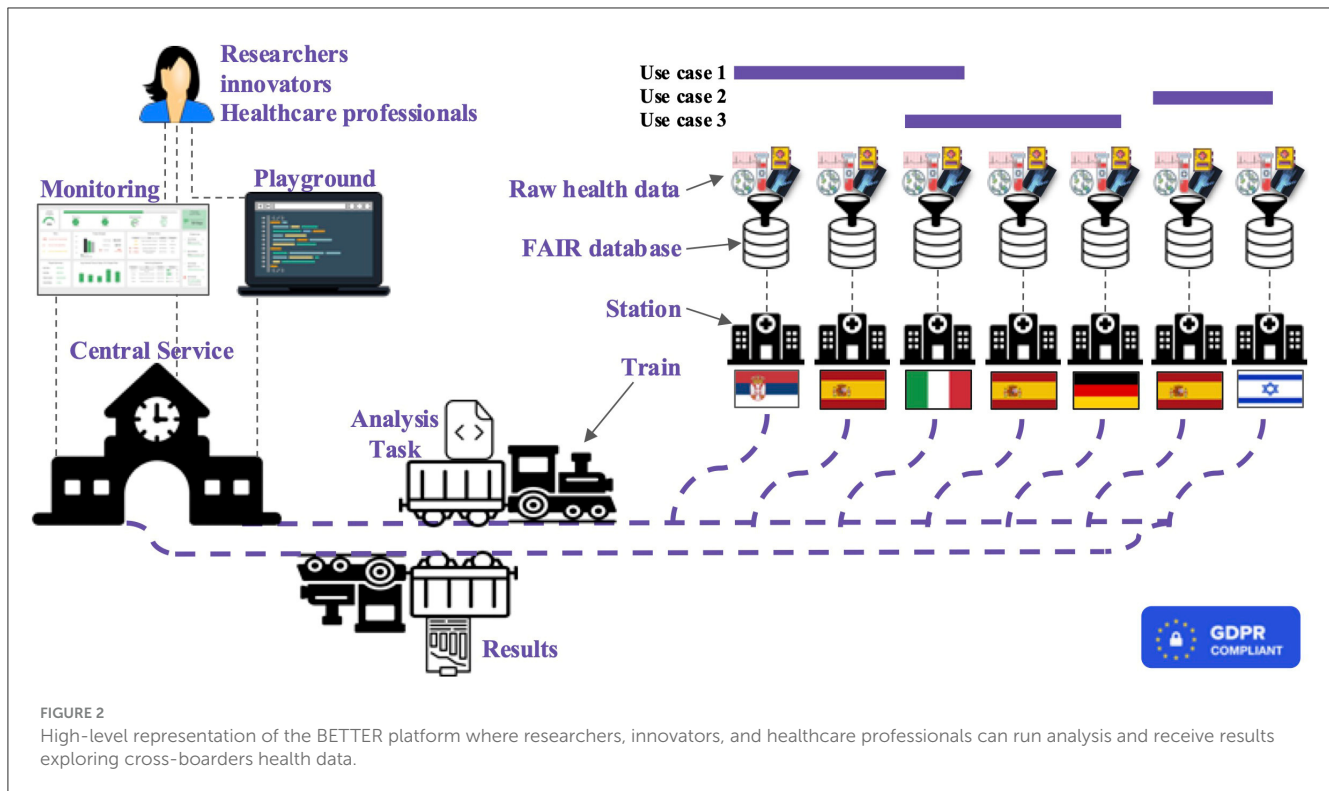 Researchers
innovators
Healthcare professionals
Monitoring
Playground
Central Service
Analysis
Task
Train
Results
Use case 1
Use case 2
Use case 3
Raw health data
FAIR database
Station
GDPR
COMPLIANT
FIGURE 2
High-level representation of the BETTER platform where researchers, innovators, and healthcare professionals can run analysis and receive results
exploring cross-boarders health data.